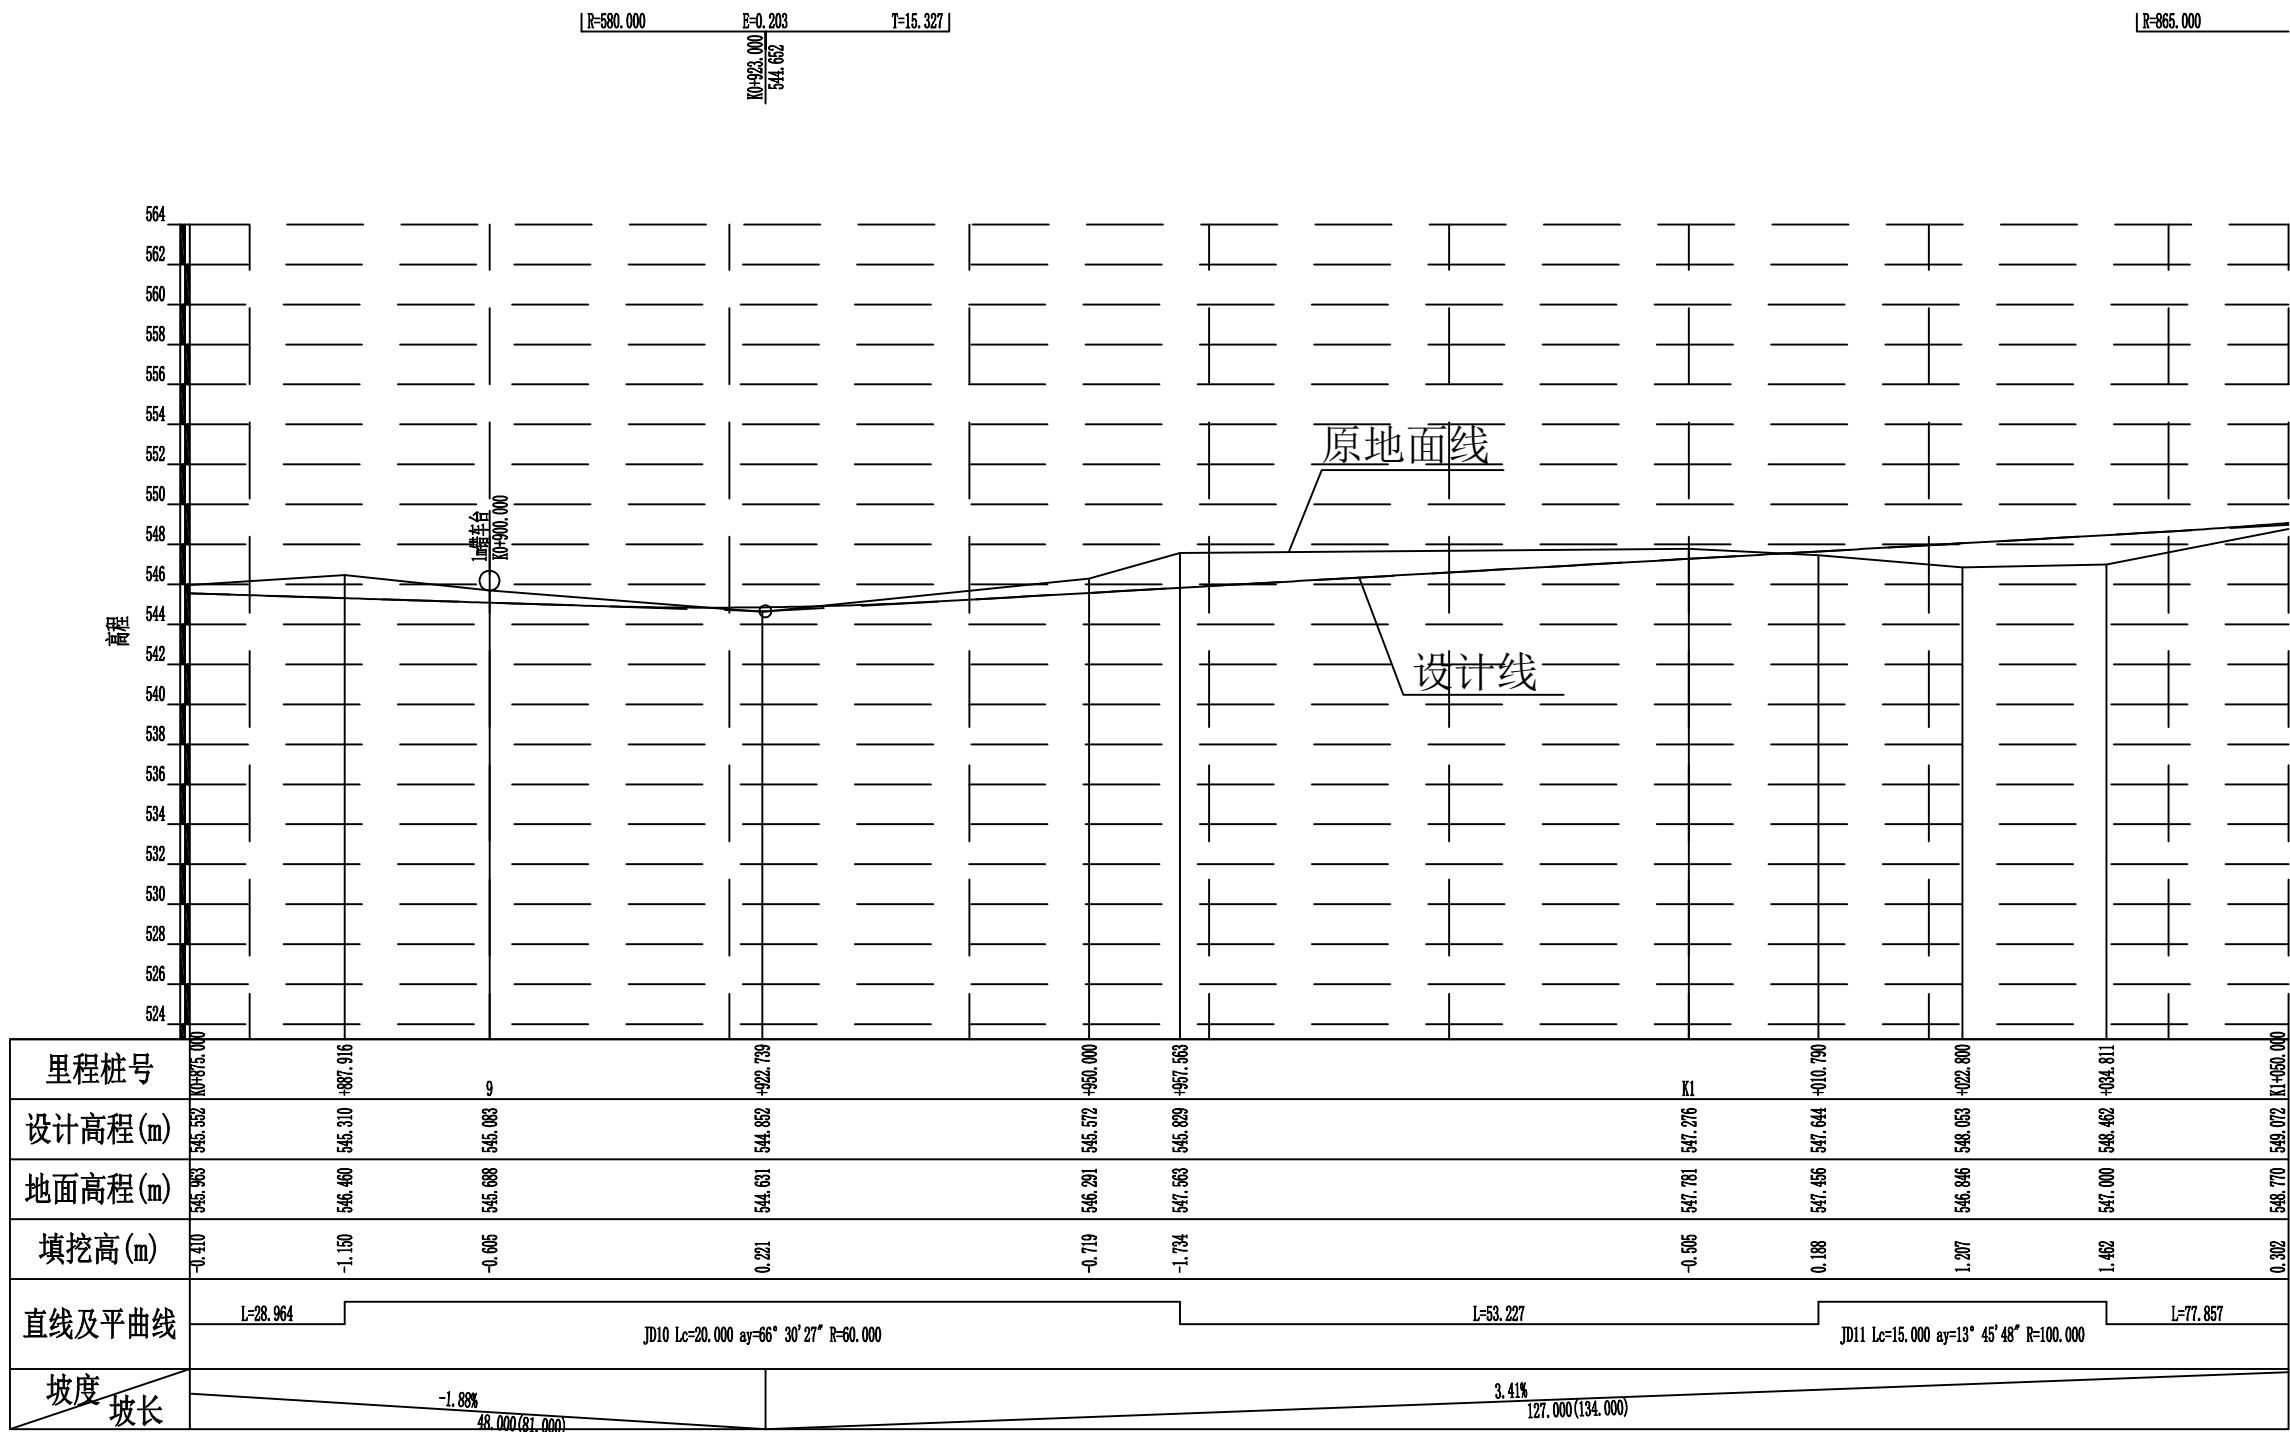 R=580.000 E=0.203 T=15.327
K0+923.000
544.652
R=865.000
564
562
560
558
556
554
552
550
548
546
544
542
540
538
536
534
532
530
528
526
524
高程
1m错车台
K0+900.000
原地面线
设计线
里程桩号 K0+875.000 +887.916 9 +922.739 +950.000 +957.563 K1 +010.790 +022.800 +034.811 K1+050.000
设计高程(m) 545.552 545.310 545.083 544.852 545.572 545.829 547.276 547.644 548.053 548.462 549.072
地面高程(m) 545.963 546.460 545.688 544.631 546.291 547.563 547.781 547.456 546.846 547.000 548.770
填挖高(m) -0.410 -1.150 -0.605 0.221 -0.719 -1.734 -0.505 0.188 1.207 1.462 0.302
直线及平曲线 L=28.964 L=53.227 L=77.857
JD10 Lc=20.000 ay=66° 30′27″ R=60.000 JD11 Lc=15.000 ay=13° 45′48″ R=100.000
坡度 -1.88% 3.41%
坡长 48.000(81.000) 127.000(134.000)